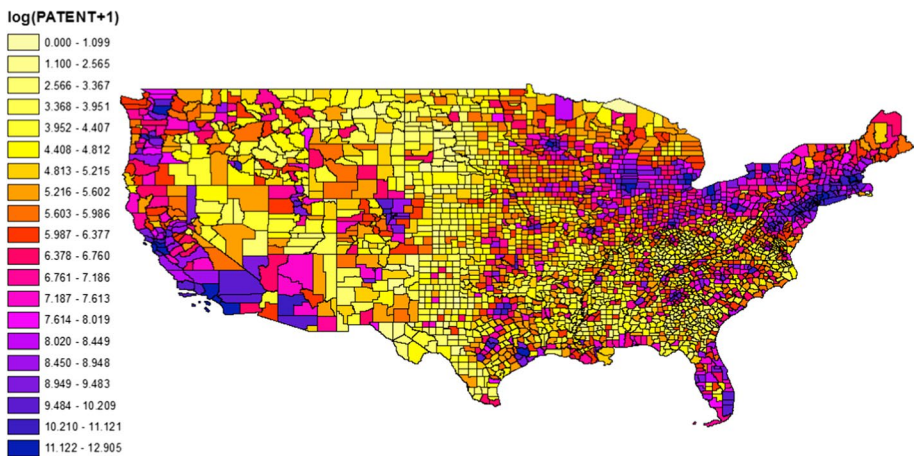 log(PATENT+1)
0.000 - 1.099
1.100 - 2.565
2.566 - 3.367
3.368 - 3.951
3.952 - 4.407
4.408 - 4.812
4.813 - 5.215
5.216 - 5.602
5.603 - 5.986
5.987 - 6.377
6.378 - 6.760
6.761 - 7.186
7.187 - 7.613
7.614 - 8.019
8.020 - 8.449
8.450 - 8.948
8.949 - 9.483
9.484 - 10.209
10.210 - 11.121
11.122 - 12.905